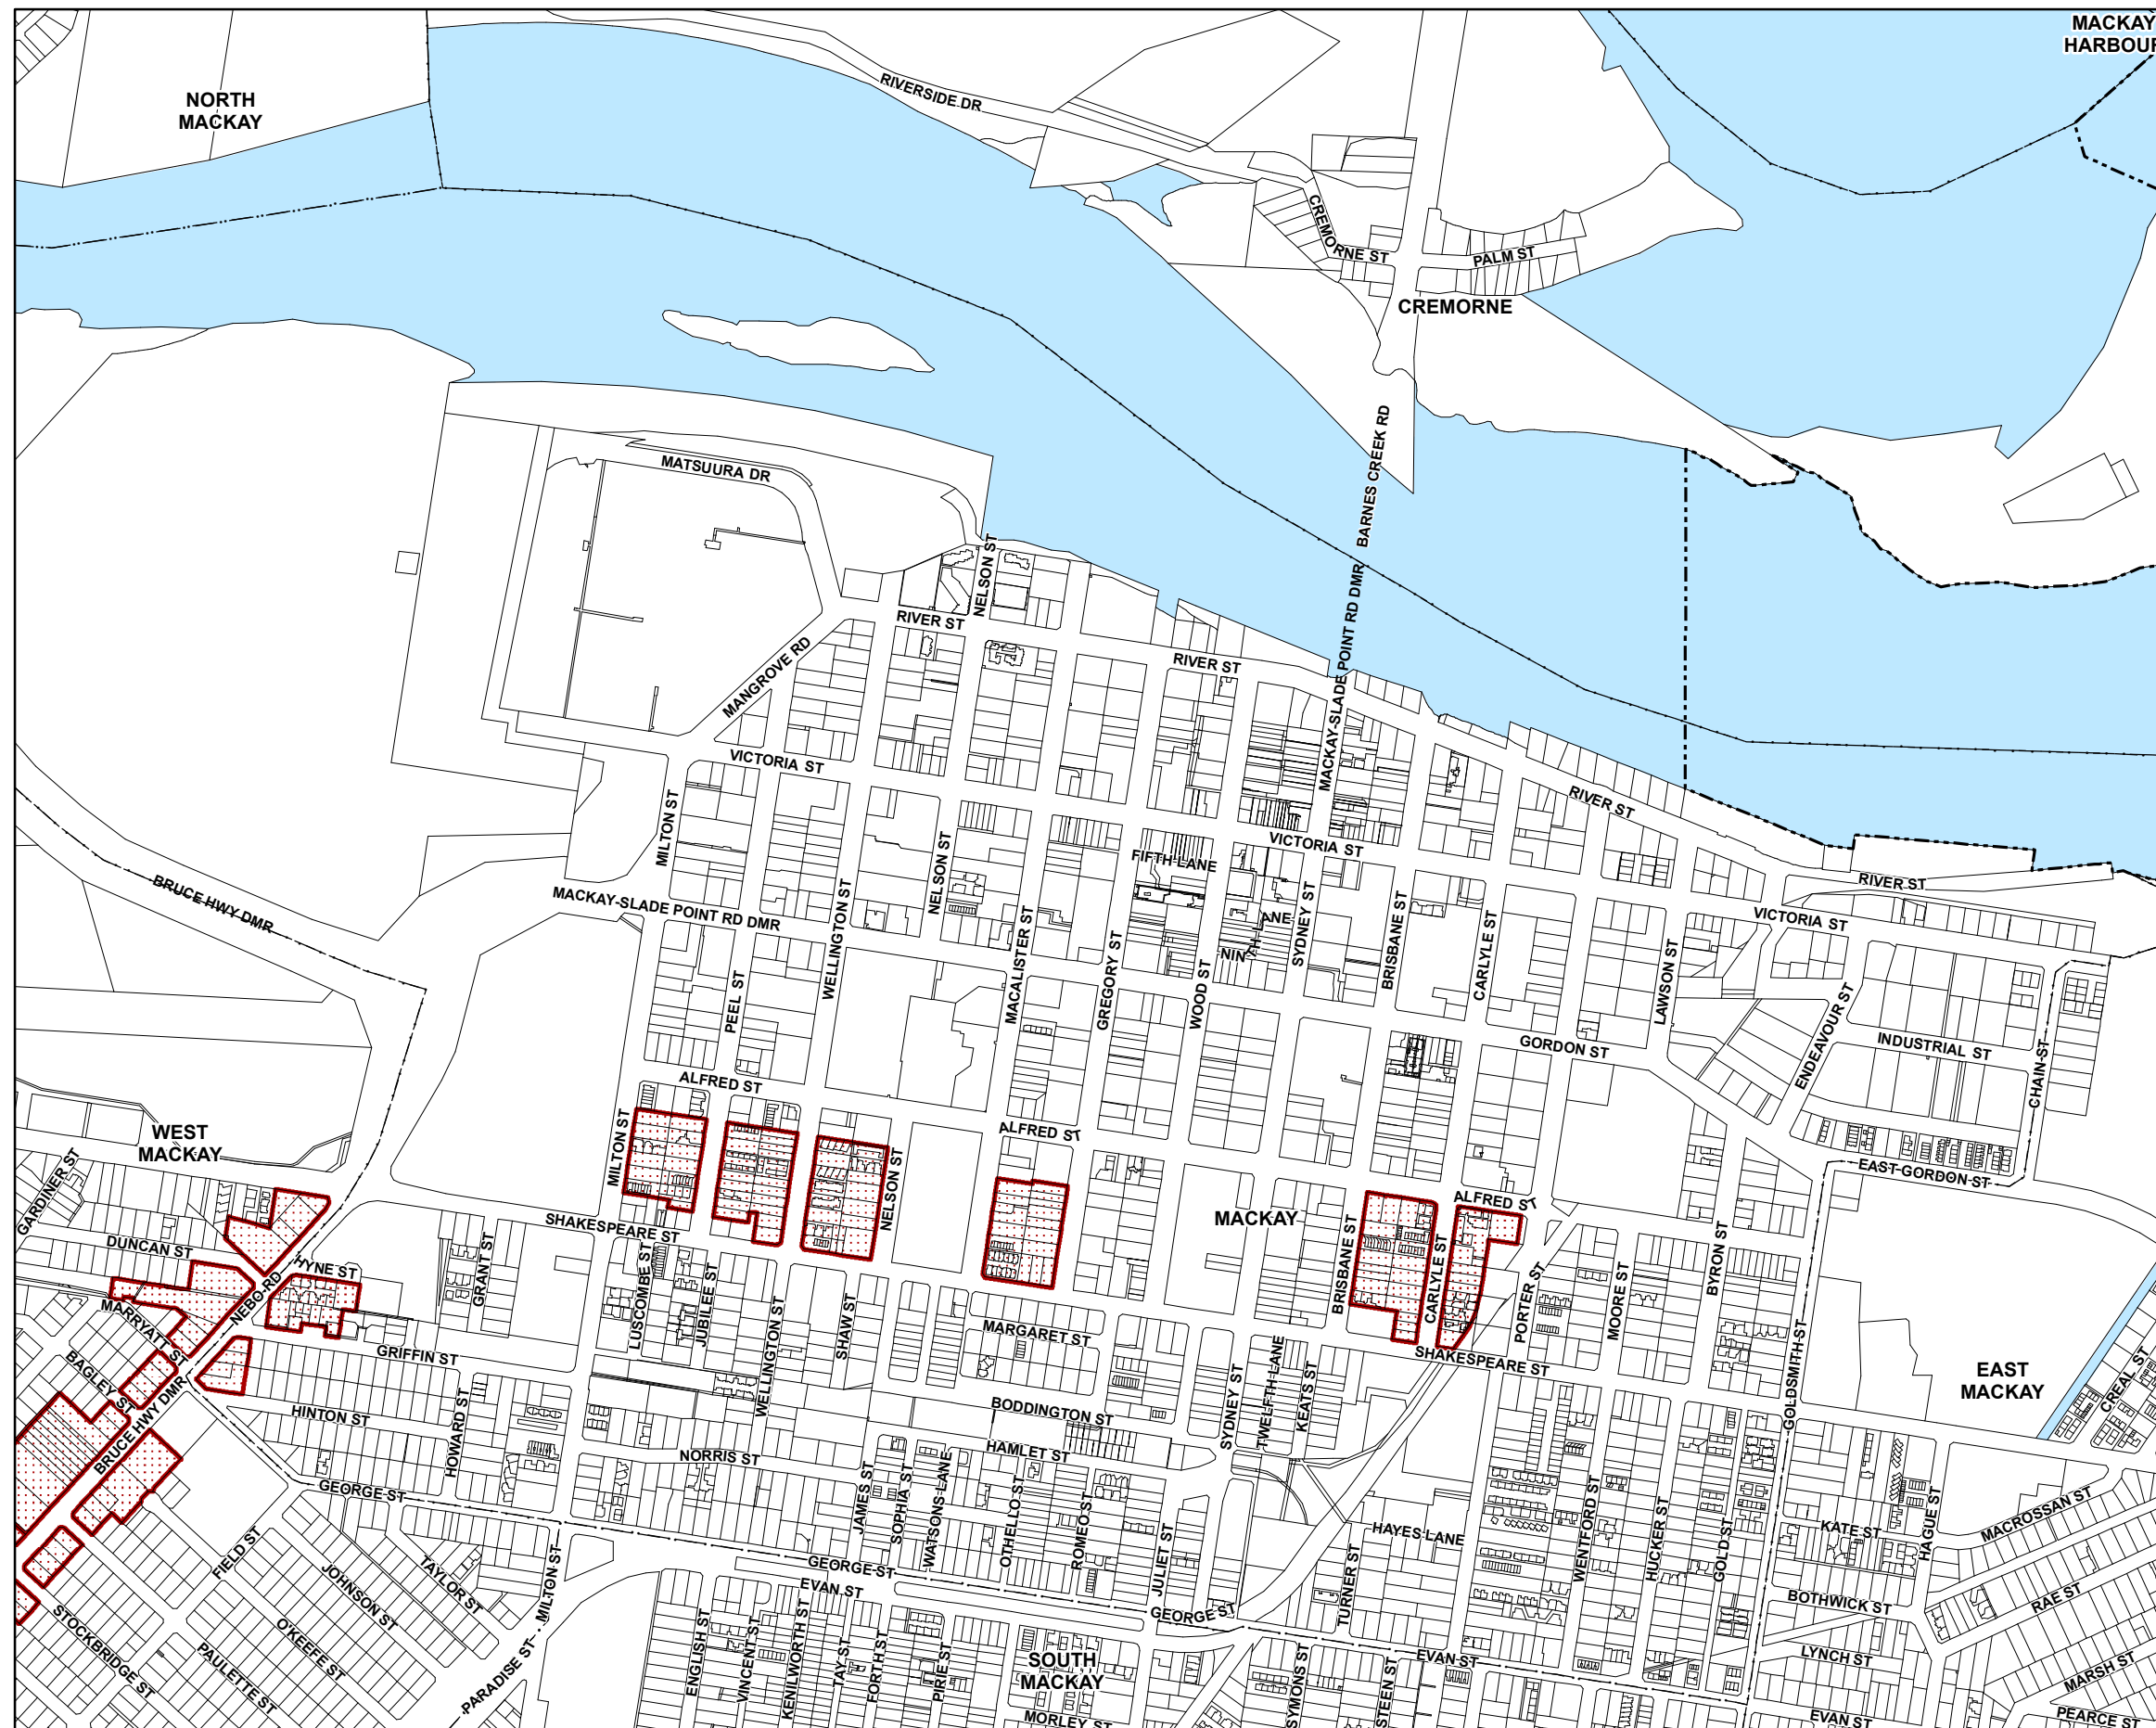 MACKAY
HARBOUR
NORTH
MACKAY
RIVERSIDE DR
CREMORNE ST
PALM ST
CREMORNE
MATSUURA DR
BARNES CREEK RD
NELSON ST
MACKAY-SLADE POINT RD DMR
RIVER ST
MANGROVE RD
RIVER ST
VICTORIA ST
RIVER ST
MILTON ST
VICTORIA ST
FIFTH LANE
NELSON ST
BRUCE HWY DMR
MACKAY-SLADE POINT RD DMR
WELLINGTON ST
RIVER ST
VICTORIA ST
MACALISTER ST
SYDNEY ST
BRISBANE ST
CARLYLE ST
LAWSON ST
GREGORY ST
WOOD ST
PEEL ST
ENDEAVOUR ST
GORDON ST
INDUSTRIAL ST
CHAIN ST
ALFRED ST
WEST
MACKAY
ALFRED ST
MILTON ST
NELSON ST
GARDINER ST
EAST GORDON ST
ALFRED ST
MACKAY
SHAKESPEARE ST
DUNCAN ST
HYNE ST
GRANT ST
BRISBANE ST
CARLYLE ST
BYRON ST
NEBO RD
MARRYATT ST
LUSCOMBE ST
JUBILEE ST
WELLINGTON ST
SHAW ST
MARGARET ST
PORTER ST
MOORE ST
GRIFFIN ST
SHAKESPEARE ST
GOLDSMITH ST
EAST
MACKAY
CREAL ST
BAGLEY ST
BRUCE HWY DMR
HINTON ST
HOWARD ST
BODDINGTON ST
SYDNEY ST
TWELFTH LANE
KEATS ST
NORRIS ST
HAMLET ST
GEORGE ST
JAMES ST
SOPHIA ST
WATSONS LANE
OTHELLO ST
ROMEO ST
JULIET ST
HAYES LANE
TURNER ST
WENTFORD ST
HUCKER ST
GOLD ST
KATE ST
HAGUE ST
MACROSSAN ST
FIELD ST
JOHNSON ST
TAYLOR ST
MILTON ST
GEORGE ST
EVAN ST
GEORGE ST
BOTHWICK ST
RAE ST
STOCKBRIDGE ST
PAULETTE ST
O'KEEFE ST
PARADISE ST
ENGLISH ST
VINCENT ST
KENILWORTH ST
TAY ST
FORTH ST
PIRIE ST
SOUTH
MACKAY
SYMONS ST
STEEN ST
EVAN ST
LYNCH ST
MARSH ST
MORLEY ST
EVAN ST
PEARCE ST